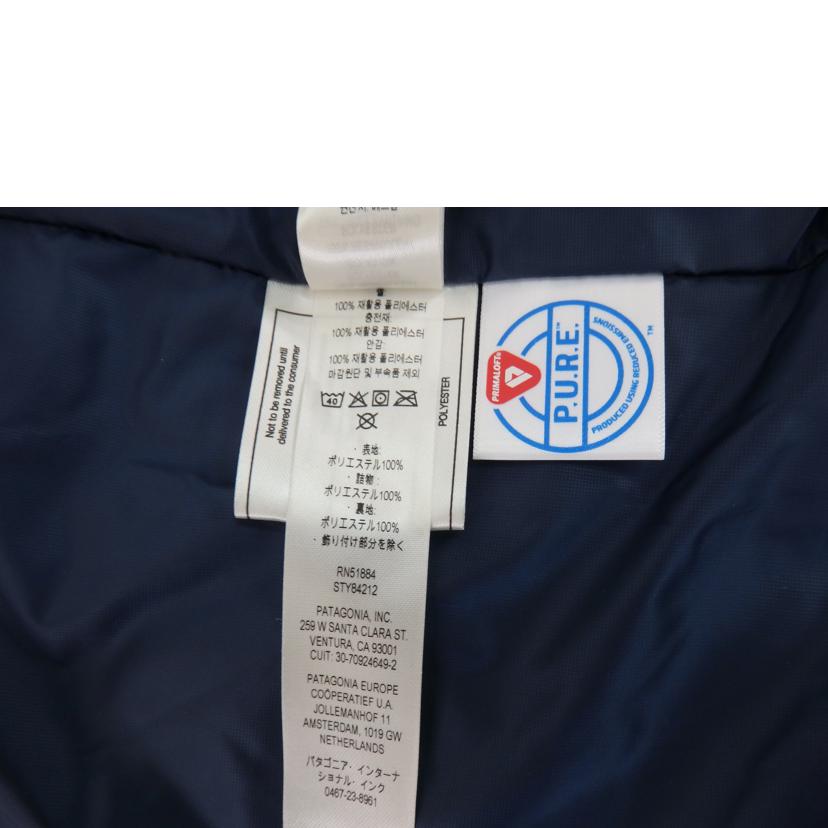 겉
100% 재활용 폴리에스터
충전재:
100% 재활용 폴리에스터
안감:
100% 재활용 폴리에스터
마감원단 및 부속품 제외
40
・表地:
ポリエステル100%
・詰物:
ポリエステル100%
・裏地:
ポリエステル100%
・飾り付け部分を除く
RN51884
STY84212
PATAGONIA, INC.
259 W SANTA CLARA ST.
VENTURA, CA 93001
CUIT: 30-70924649-2
PATAGONIA EUROPE
COÖPERATIEF U.A.
JOLLEMANHOF 11
AMSTERDAM, 1019 GW
NETHERLANDS
パタゴニア・インターナ
ショナル・インク
0467-23-8961
Not to be removed until
delivered to the consumer
POLYESTER
PRIMALOFT®
P.U.R.E.™
PRODUCED USING REDUCED EMISSIONS
™